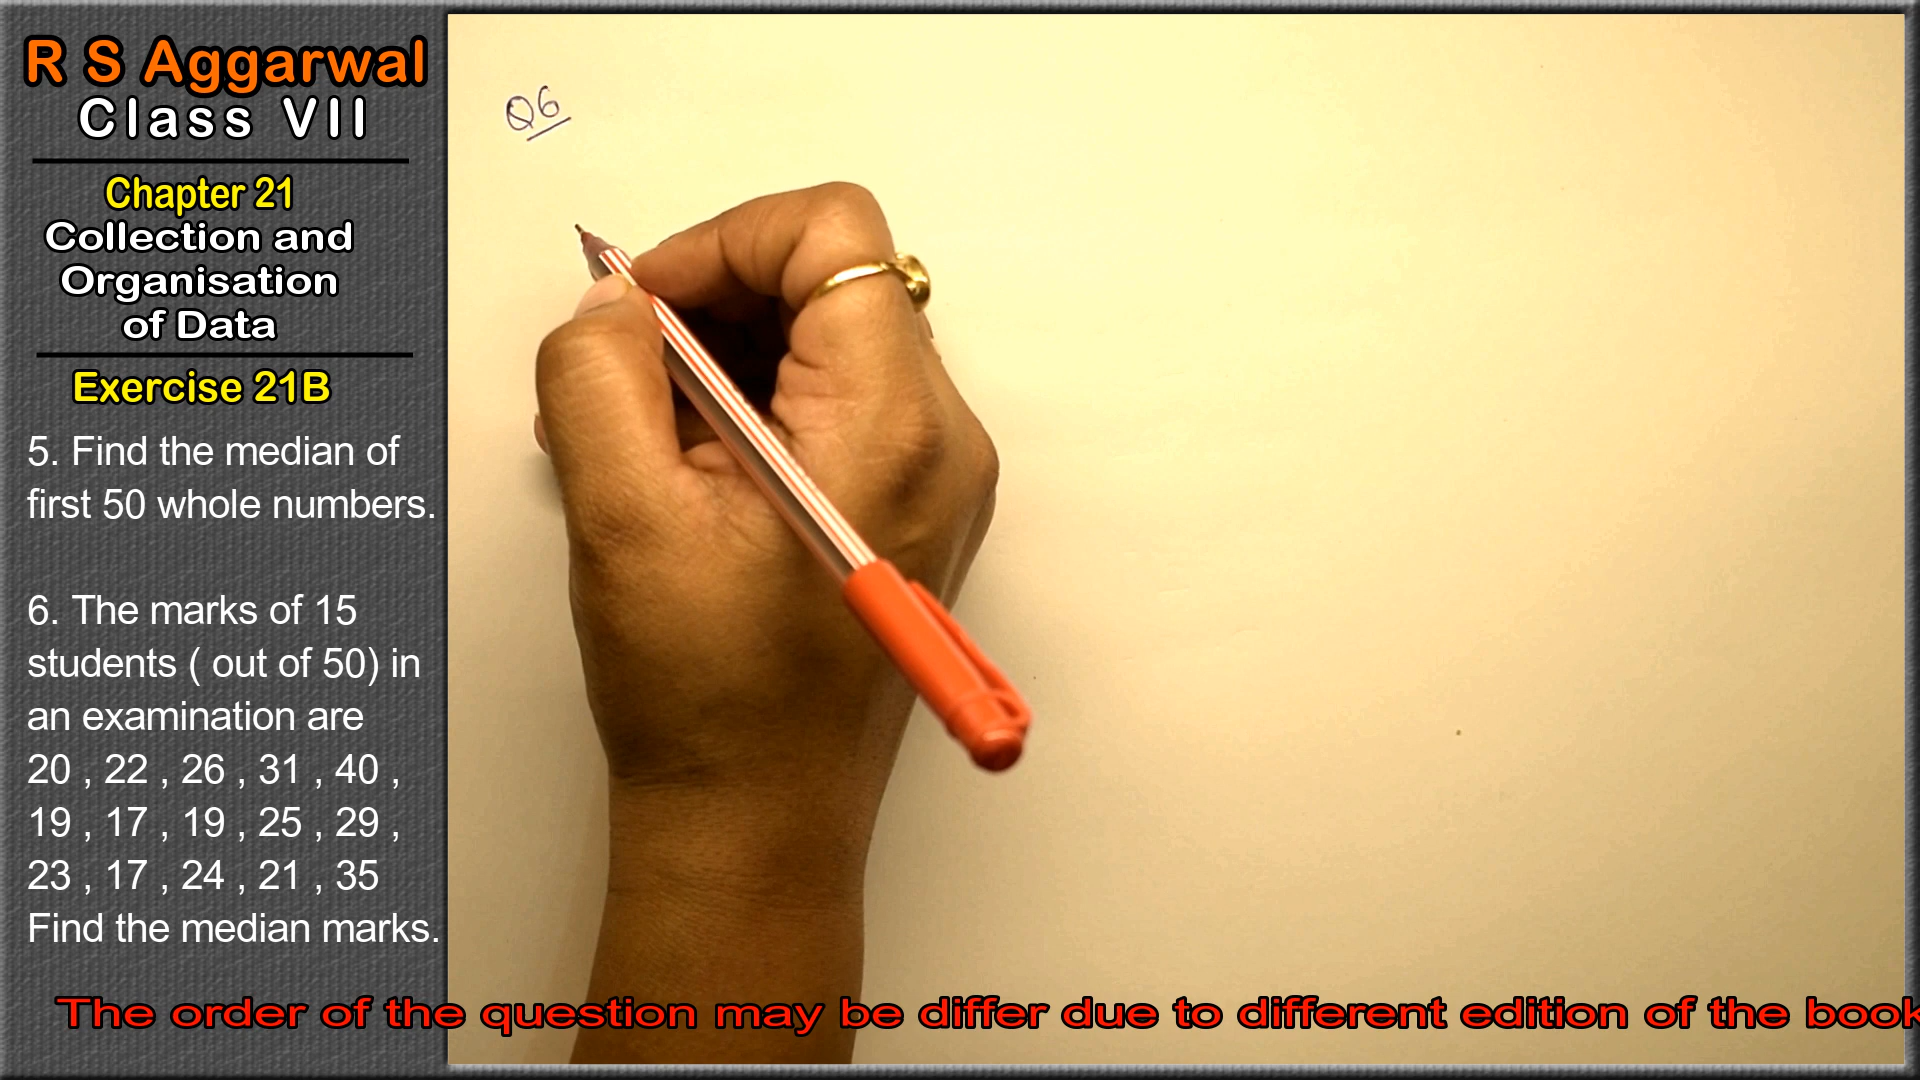 R S Aggarwal
Class VII
Chapter 21
Collection and
Organisation
of Data
Exercise 21B
5. Find the median of
first 50 whole numbers.
6. The marks of 15
students ( out of 50) in
an examination are
20 , 22 , 26 , 31 , 40 ,
19 , 17 , 19 , 25 , 29 ,
23 , 17 , 24 , 21 , 35
Find the median marks.
Q6
The order of the question may be differ due to different edition of the book